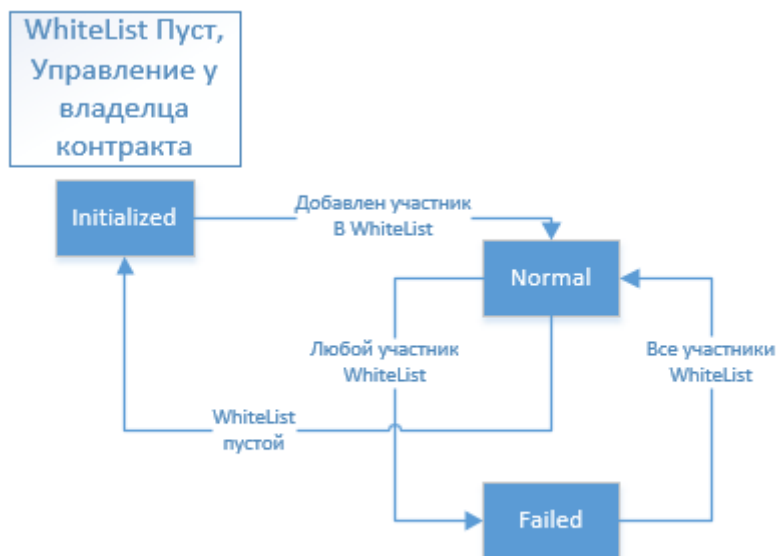 WhiteList Пуст,
Управление у
владелца
контракта
Initialized
Добавлен участник
В WhiteList
Normal
Любой участник
WhiteList
Все участники
WhiteList
WhiteList
пустой
Failed